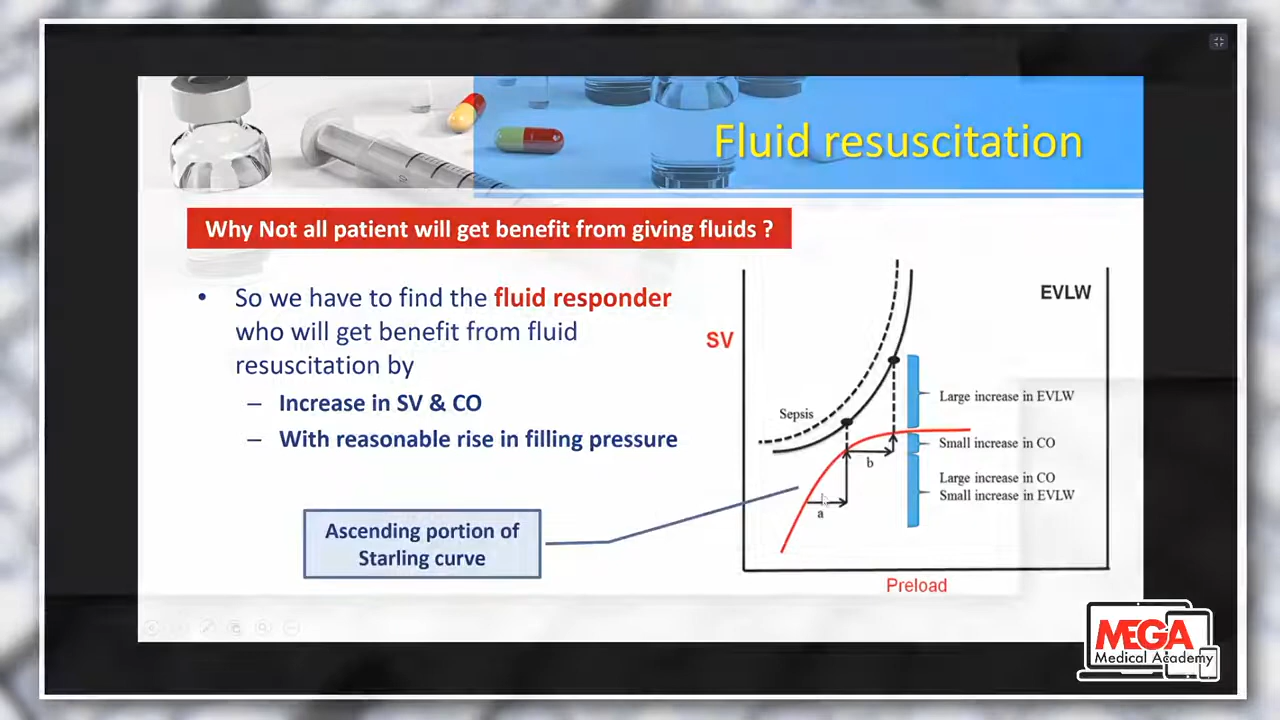 Fluid resuscitation
Why Not all patient will get benefit from giving fluids ?
• So we have to find the fluid responder
who will get benefit from fluid
resuscitation by
– Increase in SV & CO
– With reasonable rise in filling pressure
Ascending portion of
Starling curve
SV
EVLW
Sepsis
Large increase in EVLW
Small increase in CO
Large increase in CO
Small increase in EVLW
b
a
Preload
MEGA
Medical Academy